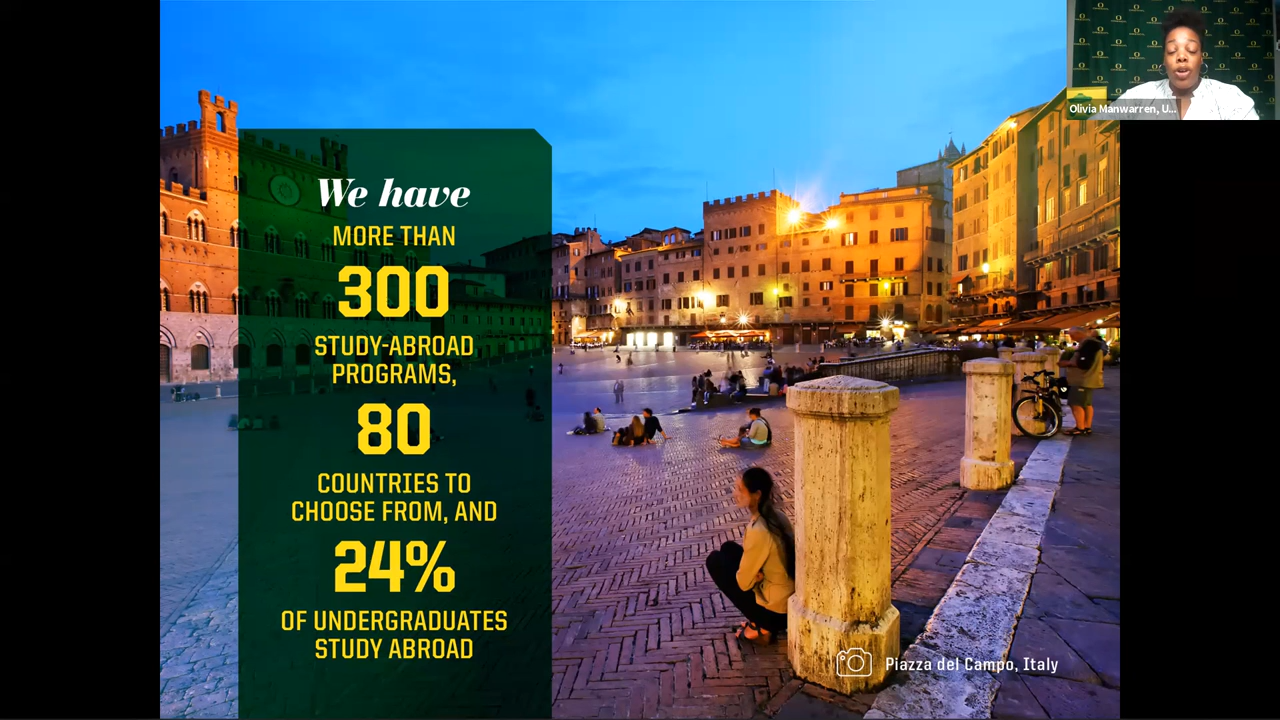 Olivia Manwarren, U...
We have
MORE THAN
300
STUDY-ABROAD
PROGRAMS,
80
COUNTRIES TO
CHOOSE FROM, AND
24%
OF UNDERGRADUATES
STUDY ABROAD
Piazza del Campo, Italy